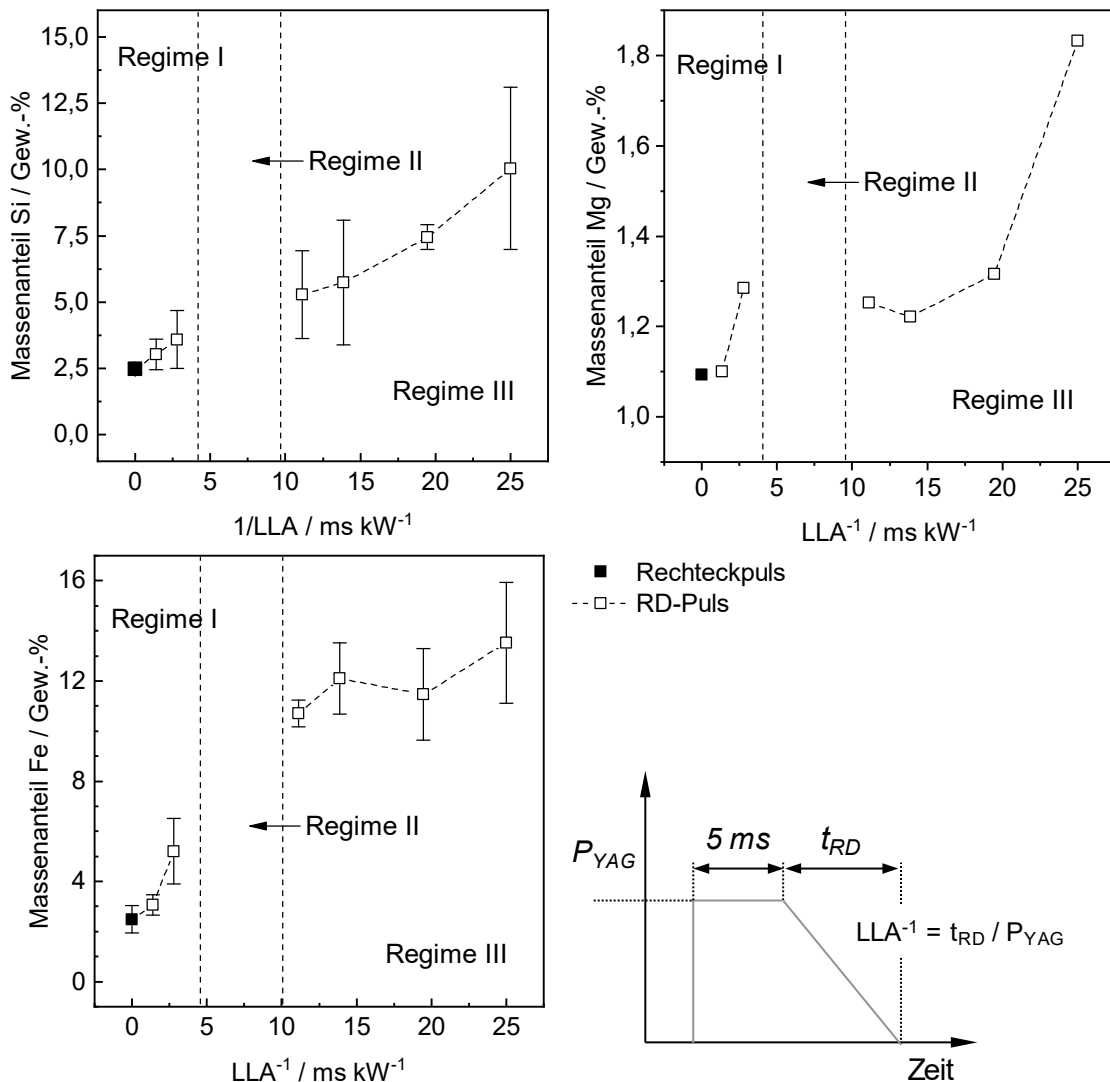 15,0
12,5
10,0
7,5
5,0
2,5
0,0
Massenanteil Si / Gew.-%
Regime I
Regime II
Regime III
0 5 10 15 20 25
1/LLA / ms kW⁻¹
1,8
1,6
1,4
1,2
1,0
Massenanteil Mg / Gew.-%
Regime I
Regime II
Regime III
0 5 10 15 20 25
LLA⁻¹ / ms kW⁻¹
16
12
8
4
0
Massenanteil Fe / Gew.-%
Regime I
Regime II
Regime III
0 5 10 15 20 25
LLA⁻¹ / ms kW⁻¹
Rechteckpuls
RD-Puls
5 ms t_RD
P_YAG
LLA⁻¹ = t_RD / P_YAG
Zeit